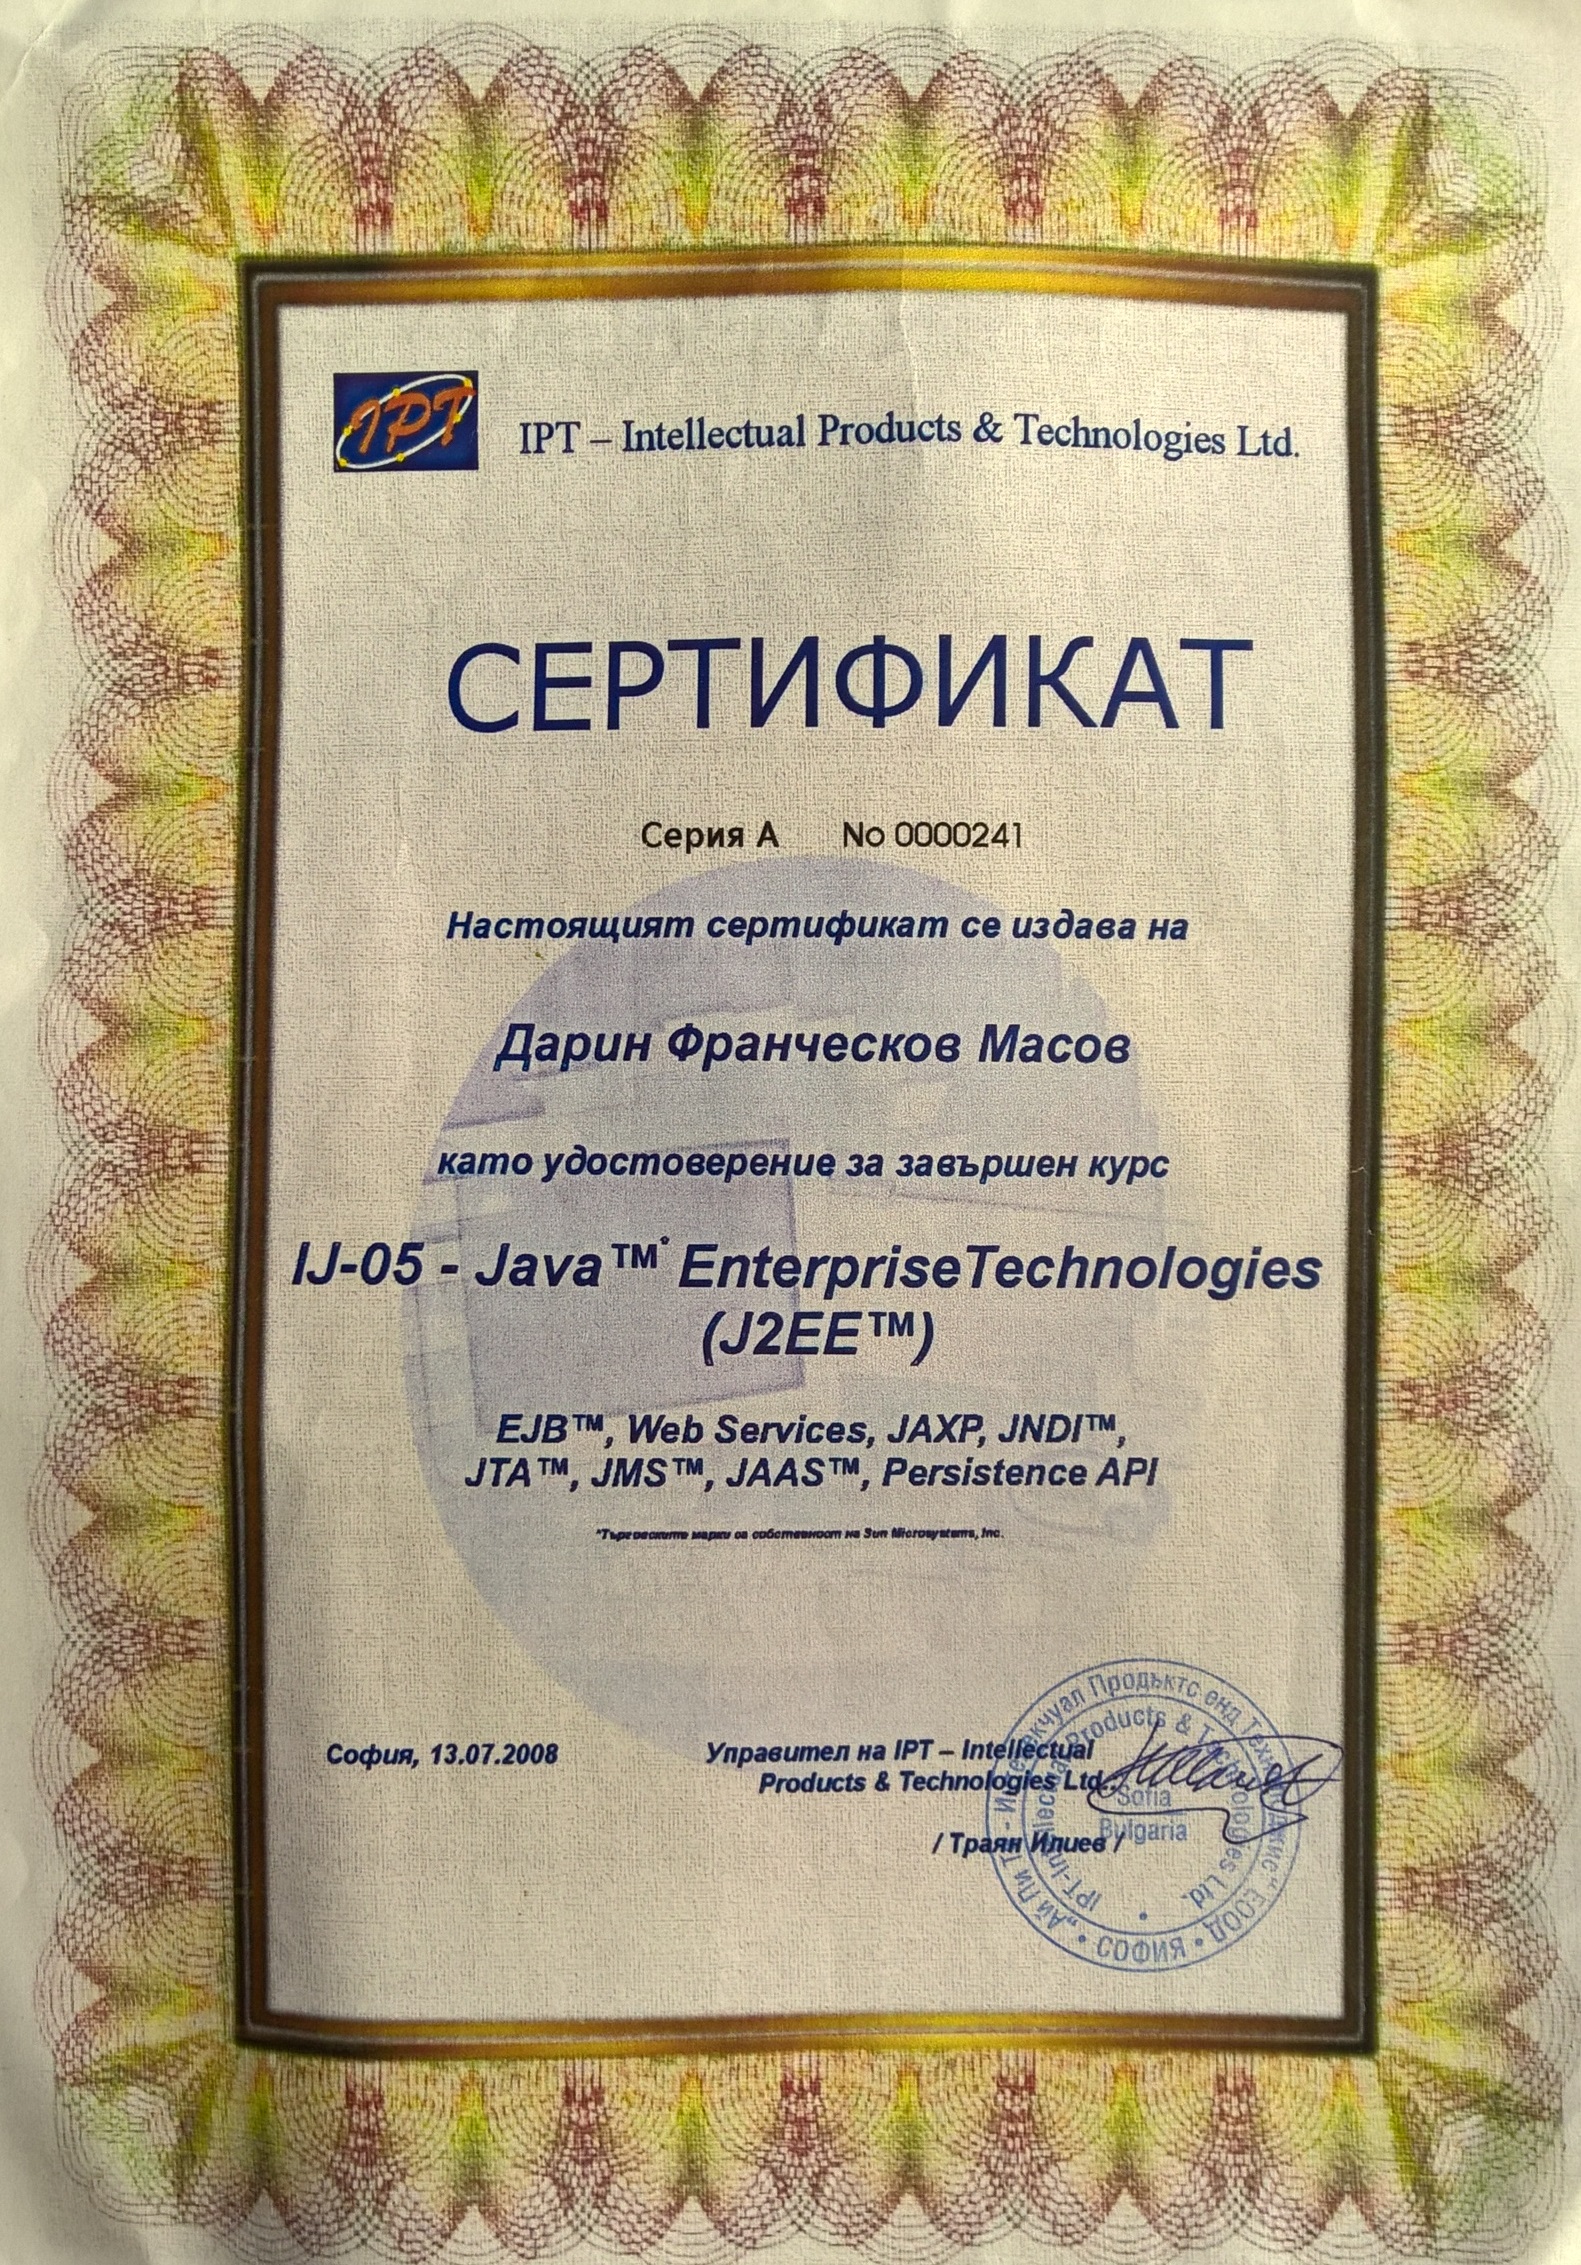 IPT
IPT – Intellectual Products & Technologies Ltd.
СЕРТИФИКАТ
Серия А No 0000241
Настоящият сертификат се издава на
Дарин Франческов Масов
като удостоверение за завършен курс
IJ-05 - Java™* EnterpriseTechnologies
(J2EE™)
EJB™, Web Services, JAXP, JNDI™,
JTA™, JMS™, JAAS™, Persistence API
*Търговските марки са собственост на Sun Microsystems, Inc.
София, 13.07.2008
Управител на IPT – Intellectual
Products & Technologies Ltd.
/ Траян Илиев /
„Ай Пи Ти - Интелекчуал Продъктс енд Технолоджис“ ЕООД
• СОФИЯ •
IPT-Intellectual Products & Technologies Ltd.
Sofia
Bulgaria